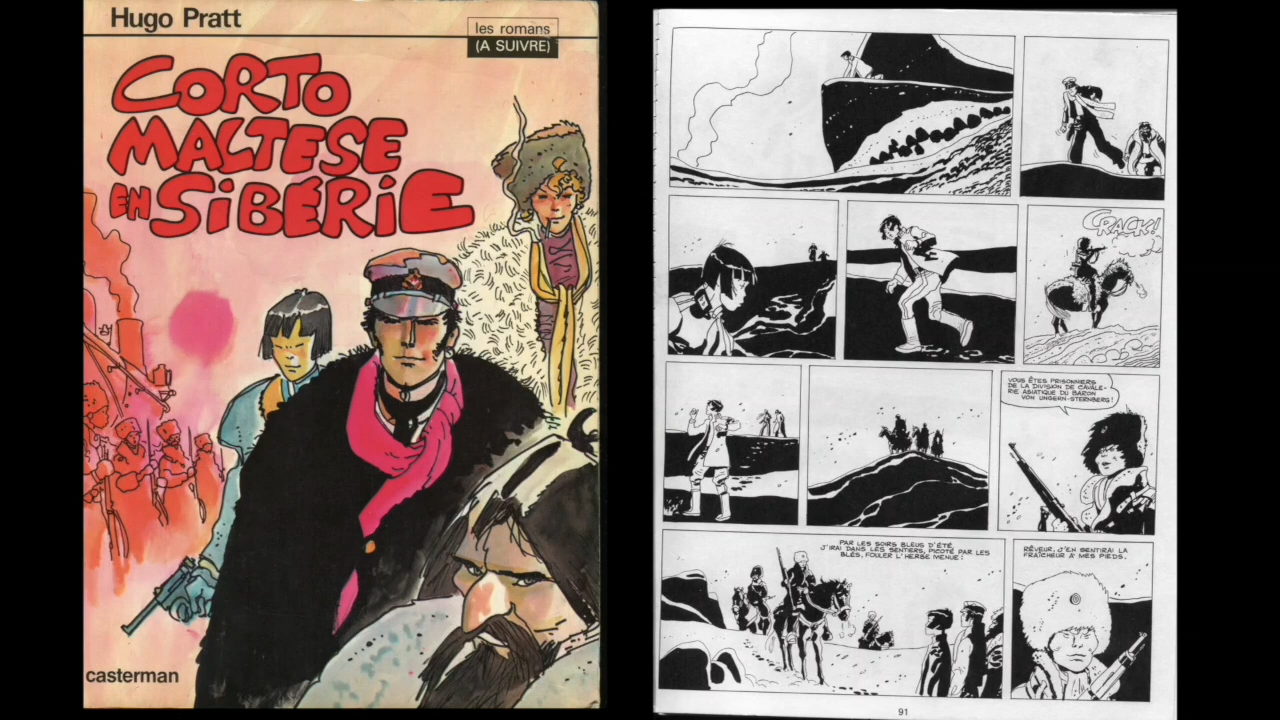 Hugo Pratt
les romans
(A SUIVRE)
CORTO
MALTESE
EN SIBÉRIE
casterman
CRACK!
VOUS ÊTES PRISONNIERS
DE LA DIVISION DE CAVALE-
RIE ASIATIQUE DU BARON
VON UNGERN-STERNBERG!
PAR LES SOIRS BLEUS D'ÉTÉ
J'IRAI DANS LES SENTIERS, PICOTÉ PAR LES
BLÉS, FOULER L'HERBE MENUE:
RÊVEUR, J'EN SENTIRAI LA
FRAÎCHEUR À MES PIEDS.
91